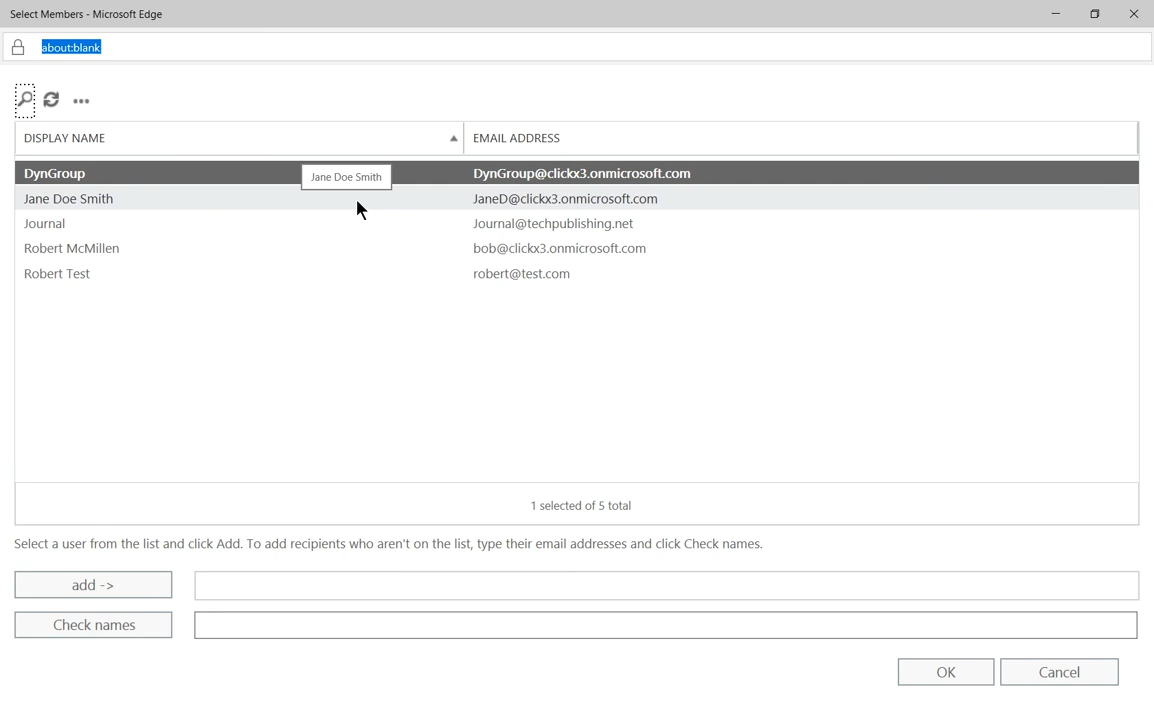 Select Members - Microsoft Edge
about:blank
DISPLAY NAME EMAIL ADDRESS
DynGroup DynGroup@clickx3.onmicrosoft.com
Jane Doe Smith
Jane Doe Smith JaneD@clickx3.onmicrosoft.com
Journal Journal@techpublishing.net
Robert McMillen bob@clickx3.onmicrosoft.com
Robert Test robert@test.com
1 selected of 5 total
Select a user from the list and click Add. To add recipients who aren't on the list, type their email addresses and click Check names.
add ->
Check names
OK Cancel